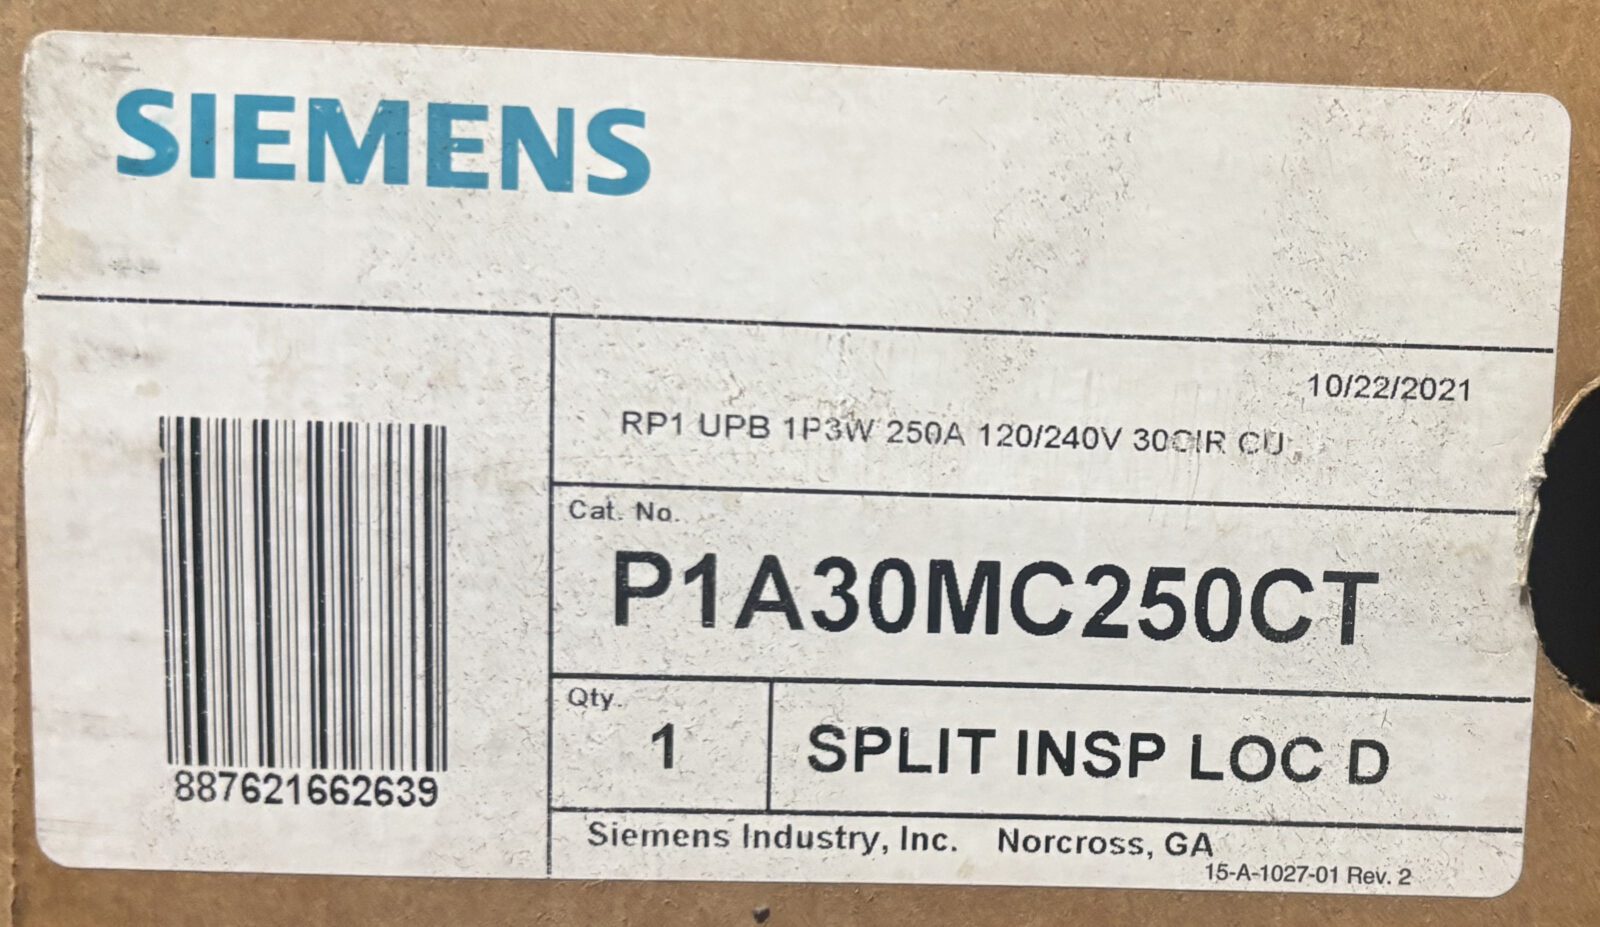 SIEMENS
10/22/2021
RP1 UPB 1P3W 250A 120/240V 30CIR CU
Cat. No.
P1A30MC250CT
Qty.
1
SPLIT INSP LOC D
887621662639
Siemens Industry, Inc. Norcross, GA
15-A-1027-01 Rev. 2